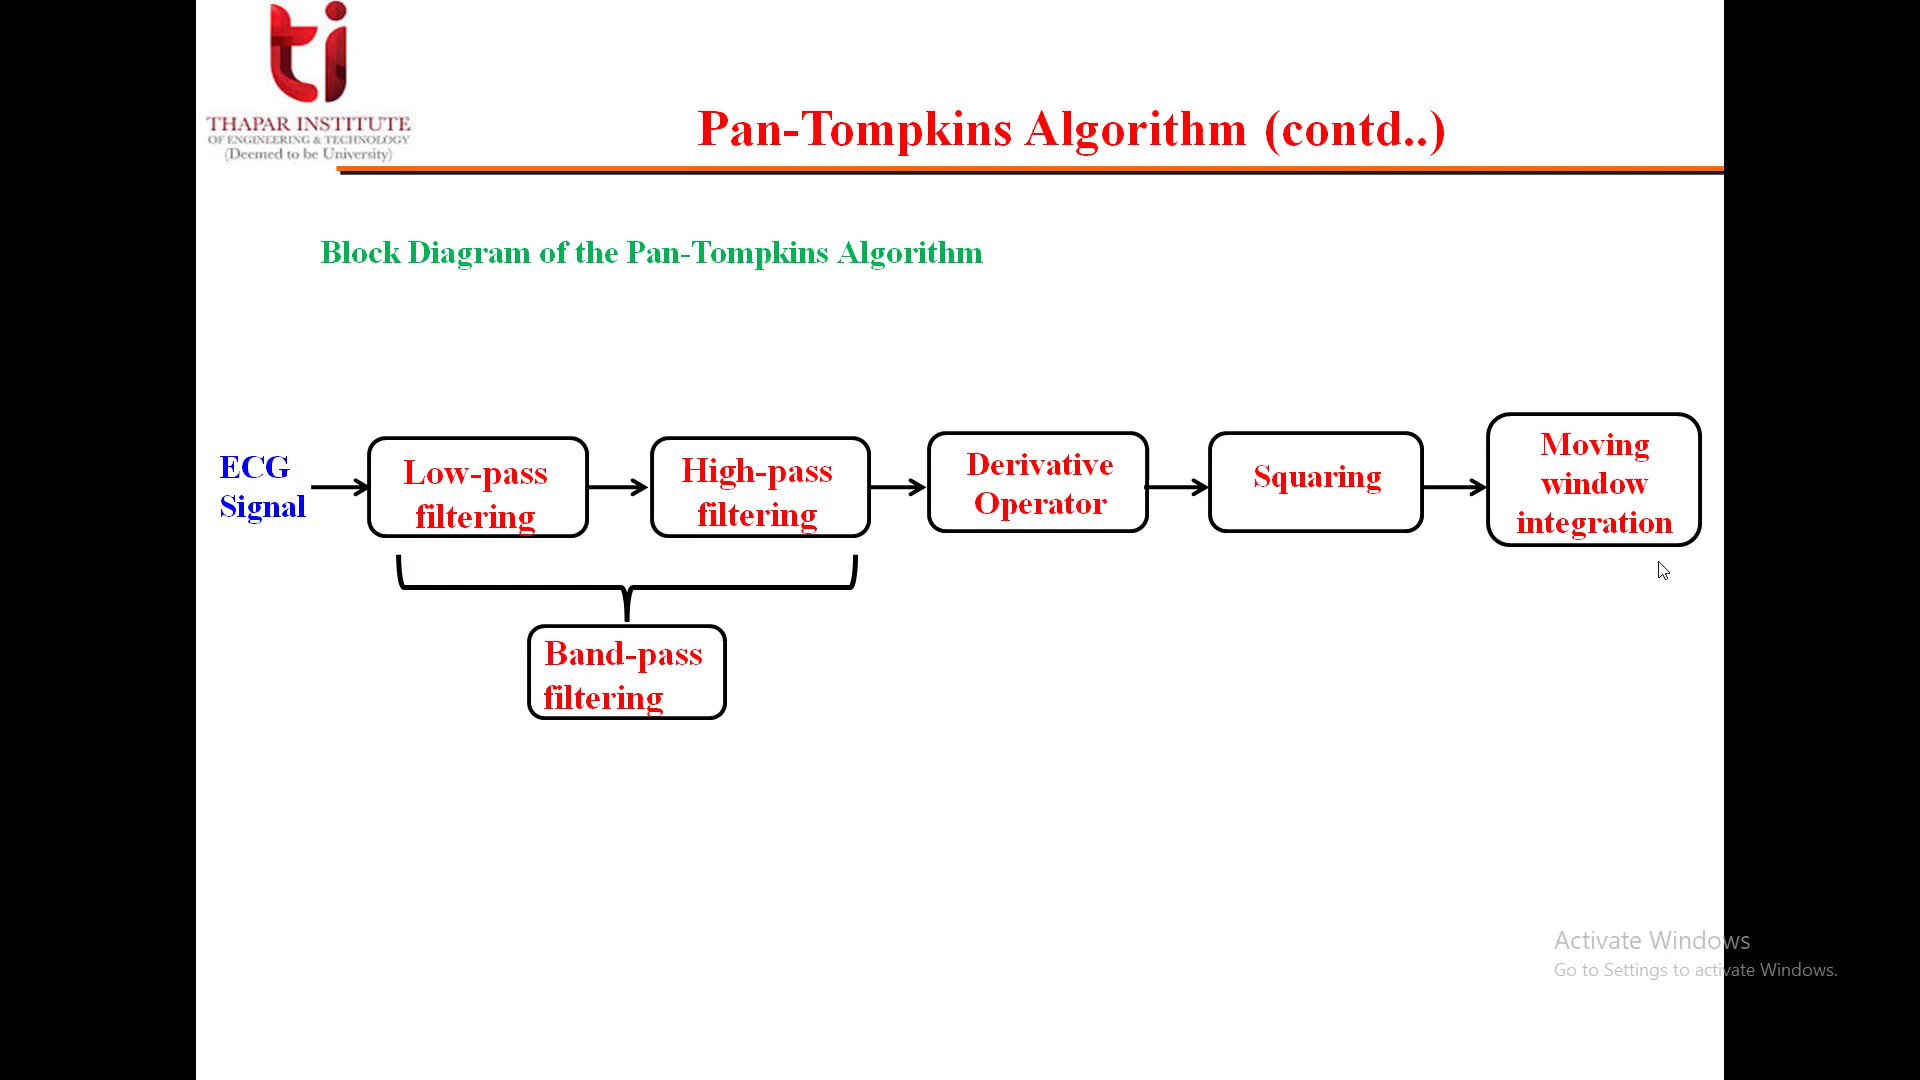 ti
THAPAR INSTITUTE
OF ENGINEERING & TECHNOLOGY
(Deemed to be University)
Pan-Tompkins Algorithm (contd..)
Block Diagram of the Pan-Tompkins Algorithm
ECG
Signal
Low-pass
filtering
High-pass
filtering
Derivative
Operator
Squaring
Moving
window
integration
Band-pass
filtering
Activate Windows
Go to Settings to activate Windows.